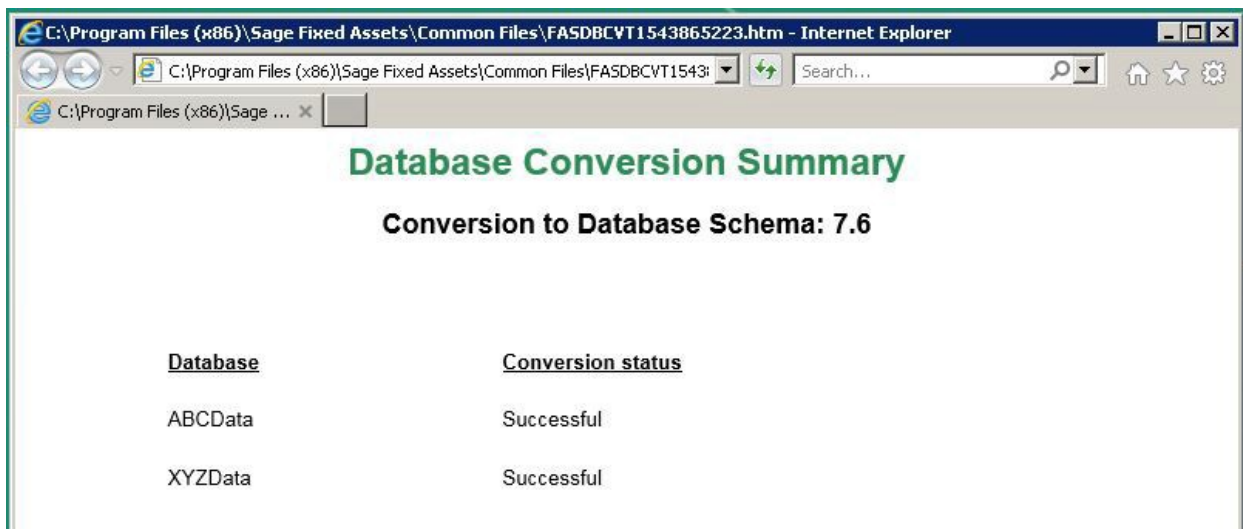 C:\Program Files (x86)\Sage Fixed Assets\Common Files\FASDBCVT1543865223.htm - Internet Explorer
C:\Program Files (x86)\Sage Fixed Assets\Common Files\FASDBCVT1543 Search...
C:\Program Files (x86)\Sage ...
Database Conversion Summary
Conversion to Database Schema: 7.6
Database Conversion status
ABCData Successful
XYZData Successful